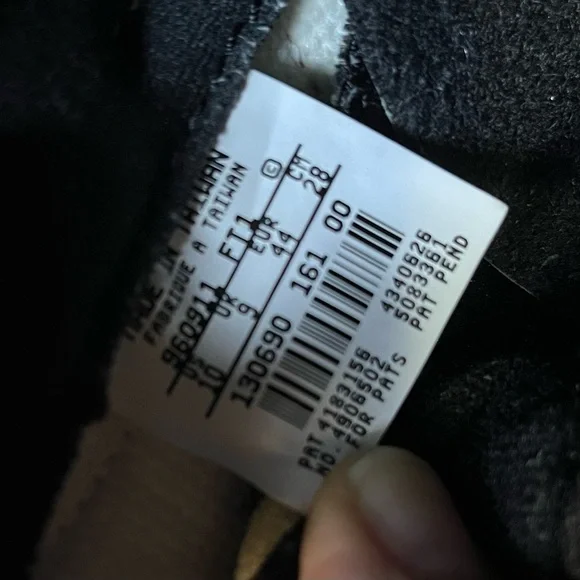 MADE IN TAIWAN
FABRIQUE A TAIWAN
960911 FI1 ©
US UK EUR CM
10 9 44 28
130690 161 00
PAT 4183156 4340626
NO. 4906502 5083361
FOR PATS PAT PEND